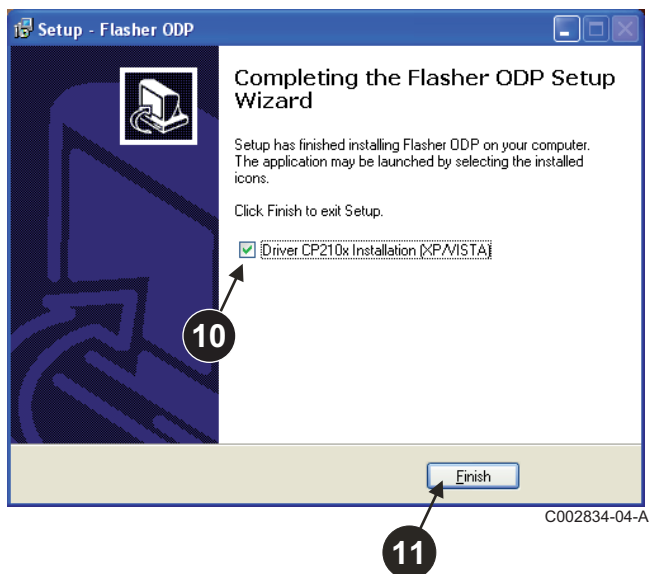 Setup - Flasher ODP
Completing the Flasher ODP Setup
Wizard
Setup has finished installing Flasher ODP on your computer.
The application may be launched by selecting the installed
icons.
Click Finish to exit Setup.
Driver CP210x Installation (XP/VISTA)
10
Finish
C002834-04-A
11